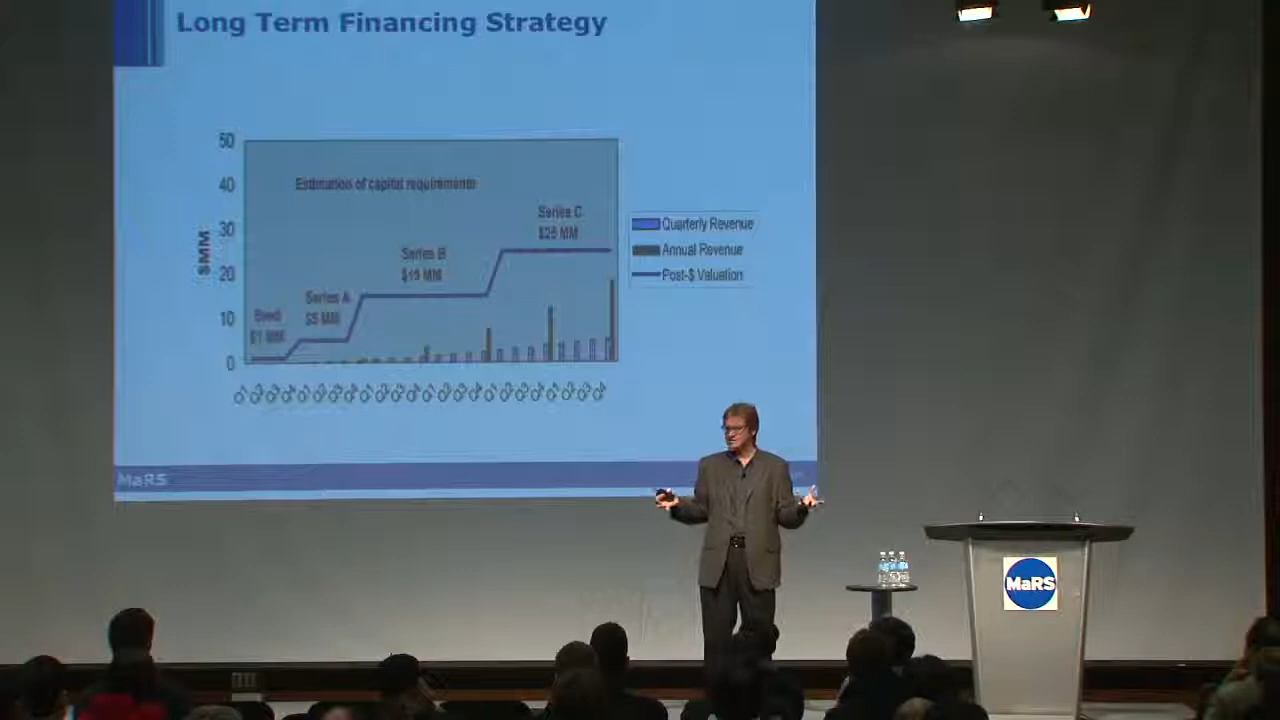 Long Term Financing Strategy
50
40
30
20
10
0
$MM
Estimation of capital requirements
Seed
$1 MM
Series A
$5 MM
Series B
$15 MM
Series C
$25 MM
Quarterly Revenue
Annual Revenue
Post-$ Valuation
MaRS
MaRS